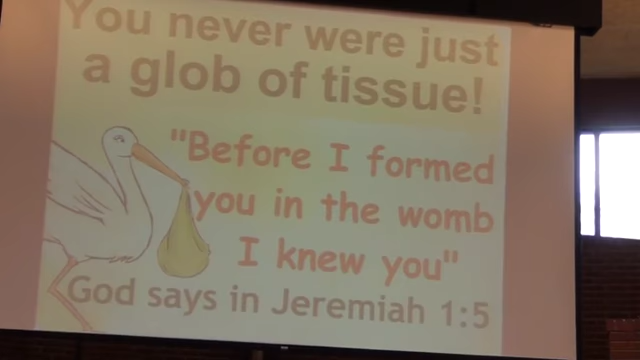 You never were just
a glob of tissue!
"Before I formed
you in the womb
I knew you"
God says in Jeremiah 1:5